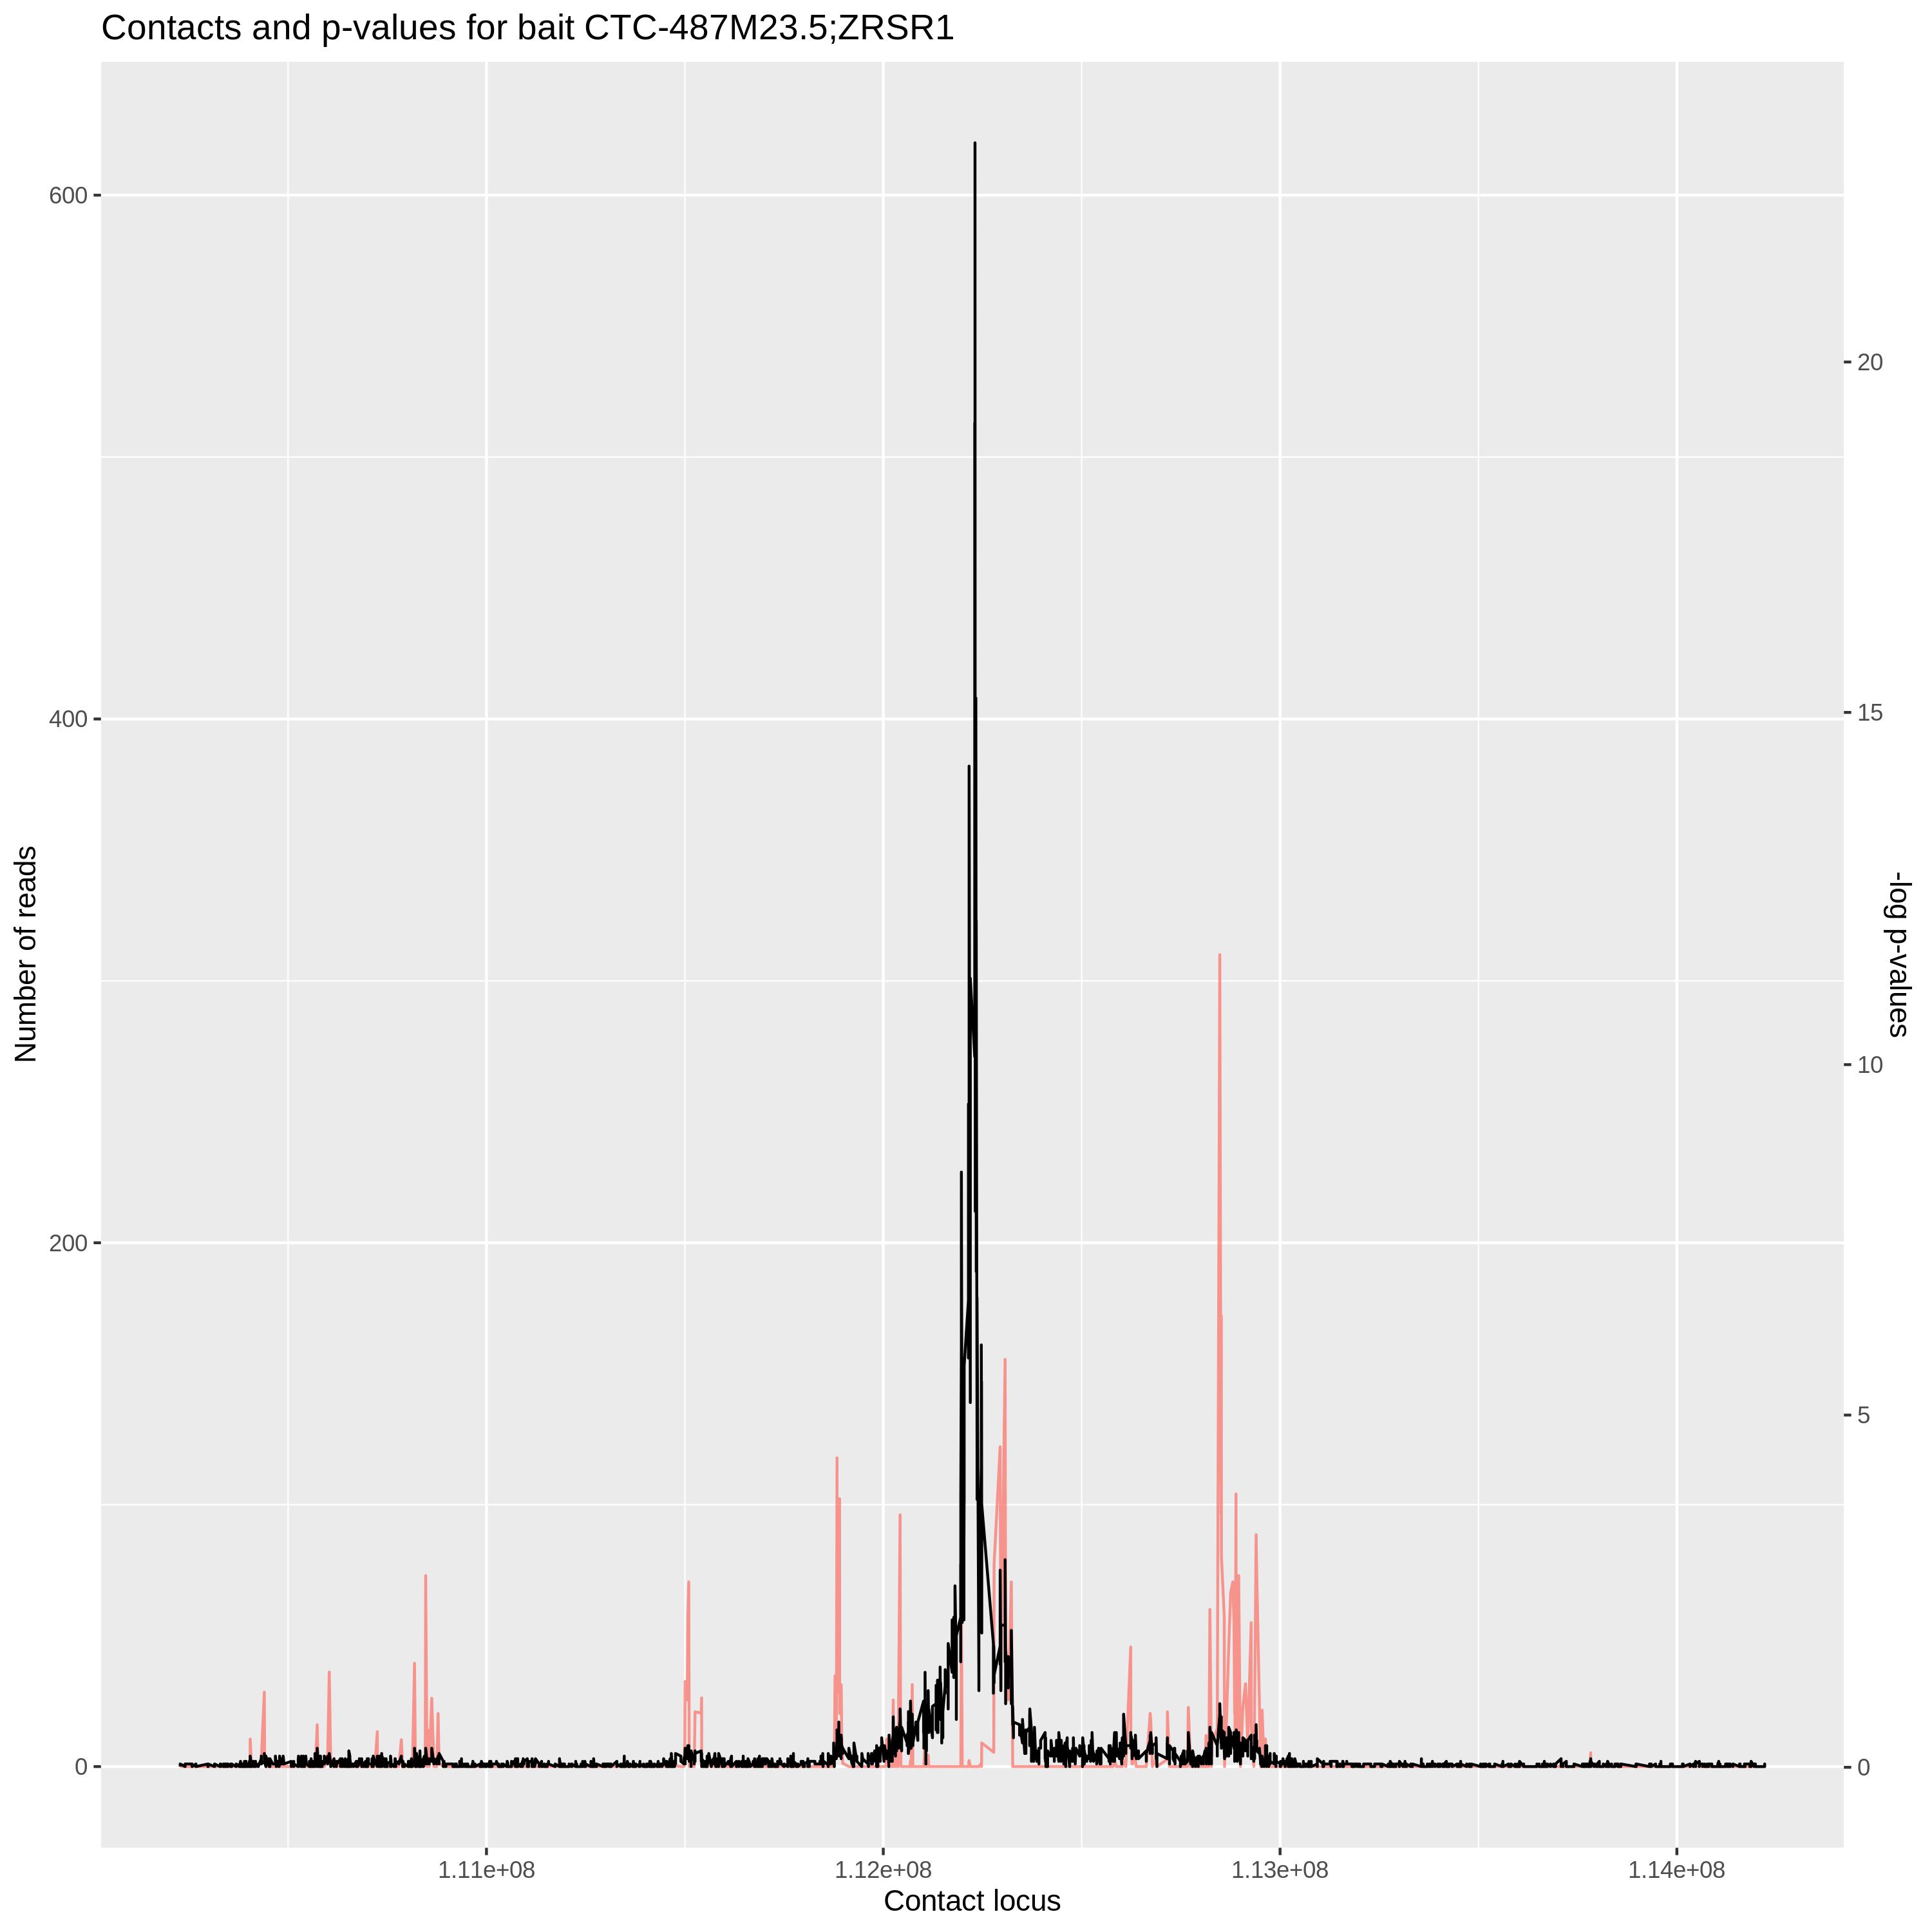 Contacts and p-values for bait CTC-487M23.5;ZRSR1
600
400
200
0
Number of reads
20
15
10
5
0
-log p-values
1.11e+08
1.12e+08
1.13e+08
1.14e+08
Contact locus